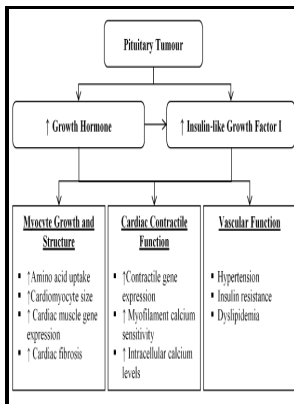 Pituitary Tumour
↑ Growth Hormone
↑ Insulin-like Growth Factor I
Myocyte Growth and
Structure
▪ ↑Amino acid uptake
▪ ↑Cardiomyocyte size
▪ ↑ Cardiac muscle gene
expression
▪ ↑ Cardiac fibrosis
Cardiac Contractile
Function
▪ ↑Contractile gene
expression
▪ ↑ Myofilament calcium
sensitivity
▪ ↑ Intracellular calcium
levels
Vascular Function
▪ Hypertension
▪ Insulin resistance
▪ Dyslipidemia